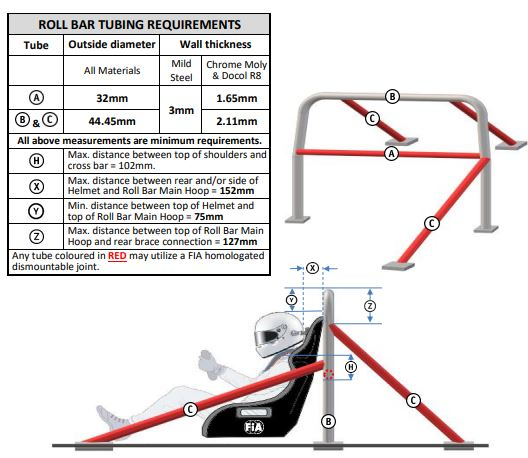 ROLL BAR TUBING REQUIREMENTS
Tube Outside diameter Wall thickness
All Materials Mild Steel Chrome Moly & Docol R8
A 32mm 3mm 1.65mm
B & C 44.45mm 2.11mm
All above measurements are minimum requirements.
H Max. distance between top of shoulders and
cross bar = 102mm.
X Max. distance between rear and/or side of
Helmet and Roll Bar Main Hoop = 152mm
Y Min. distance between top of Helmet and
top of Roll Bar Main Hoop = 75mm
Z Max. distance between top of Roll Bar Main
Hoop and rear brace connection = 127mm
Any tube coloured in RED may utilize a FIA homologated
dismountable joint.
B
C
A
C
X
Y
Z
H
C
C
B
FiA